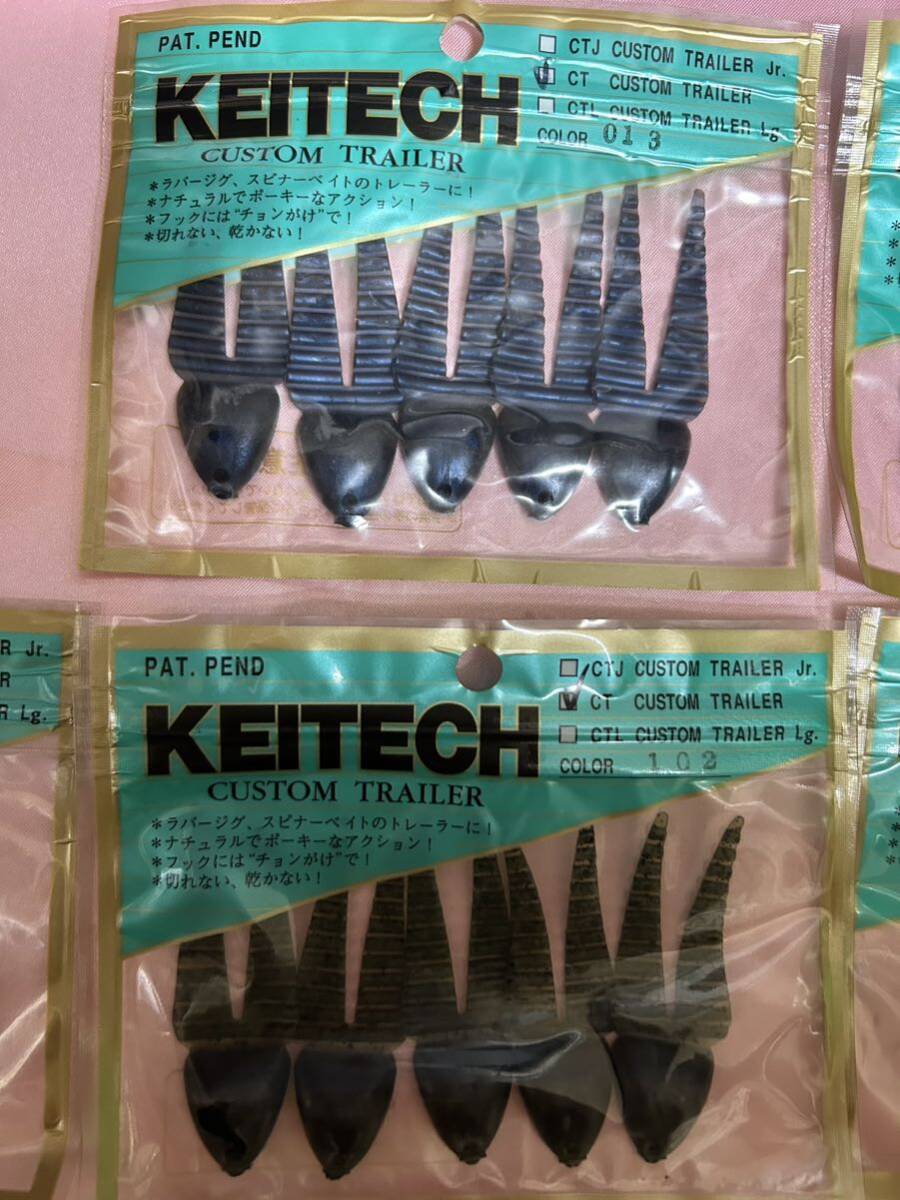 PAT. PEND
KEITECH
CUSTOM TRAILER
CTJ CUSTOM TRAILER Jr.
CT CUSTOM TRAILER
CTL CUSTOM TRAILER Lg.
COLOR 013
*ラバージグ、スピナーベイトのトレーラーに!
*ナチュラルでポーキーなアクション!
*フックには"チョンがけ"で!
*切れない、乾かない!
R Jr.
R
R Lg.
PAT. PEND
KEITECH
CUSTOM TRAILER
CTJ CUSTOM TRAILER Jr.
CT CUSTOM TRAILER
CTL CUSTOM TRAILER Lg.
COLOR 102
*ラバージグ、スピナーベイトのトレーラーに!
*ナチュラルでポーキーなアクション!
*フックには"チョンがけ"で!
*切れない、乾かない!